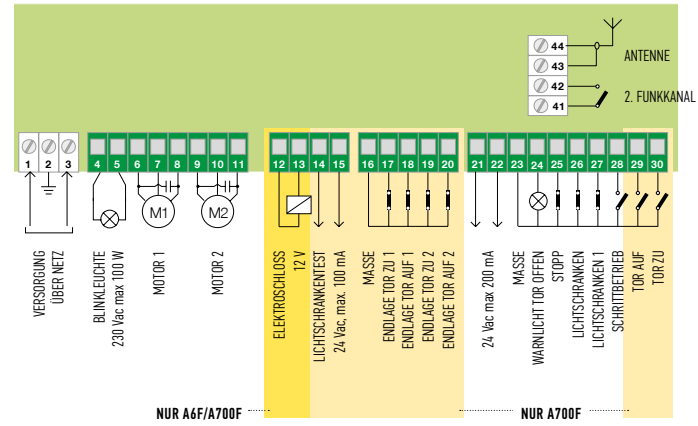 44
ANTENNE
43
42
2. FUNKKANAL
41
1 2 3
4 5 6 7 8 9 10 11
12 13 14 15
16 17 18 19 20
21 22 23 24 25 26 27 28 29 30
M1
M2
VERSORGUNG
ÜBER NETZ
BLINKLEUCHTE
230 Vac max 100 W
MOTOR 1
MOTOR 2
ELEKTROSCHLOSS
12 V
LICHTSCHRANKENTEST
24 Vac, max. 100 mA
MASSE
ENDLAGE TOR ZU 1
ENDLAGE TOR AUF 1
ENDLAGE TOR ZU 2
ENDLAGE TOR AUF 2
24 Vac max 200 mA
MASSE
WARNLICHT TOR OFFEN
STOPP
LICHTSCHRANKEN
LICHTSCHRANKEN 1
SCHRITTBETRIEB
TOR AUF
TOR ZU
NUR A6F/A700F
NUR A700F